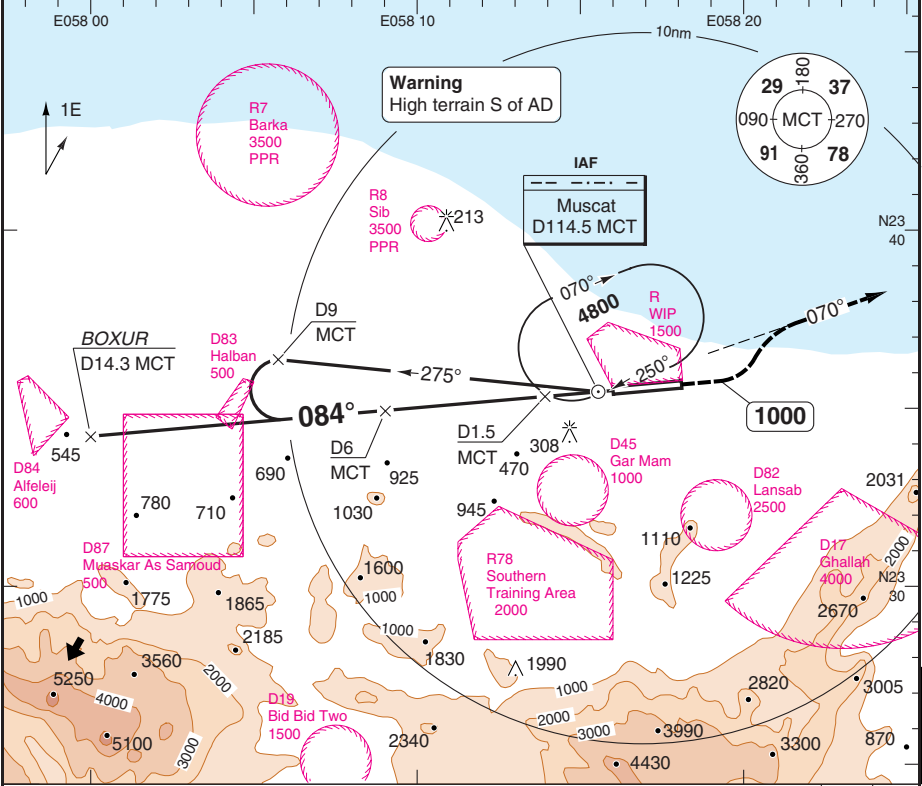 E058 00
E058 10
E058 20
10nm
Warning
High terrain S of AD
29
180
37
090
MCT
270
91
360
78
1E
R7
Barka
3500
PPR
IAF
Muscat
D114.5 MCT
R8
Sib
3500
PPR
213
N23
40
070°
4800
R
WIP
1500
070°
D9
MCT
BOXUR
D14.3 MCT
D83
Halban
500
275°
250°
084°
1000
D6
MCT
D1.5
MCT
308
470
D45
Gar Mam
1000
545
D84
Alfeleij
600
690
925
1030
945
D82
Lansab
2500
2031
780
710
1110
D87
Muaskar As Samoud
500
1775
1865
1600
1000
R78
Southern
Training Area
2000
1225
D17
Ghallah
4000
2000
N23
30
2670
1000
2185
1000
1830
1990
5250
3560
2000
4000
5100
3000
D19
Bid Bid Two
1500
2340
1000
2000
3000
3990
4430
2820
3005
3300
870